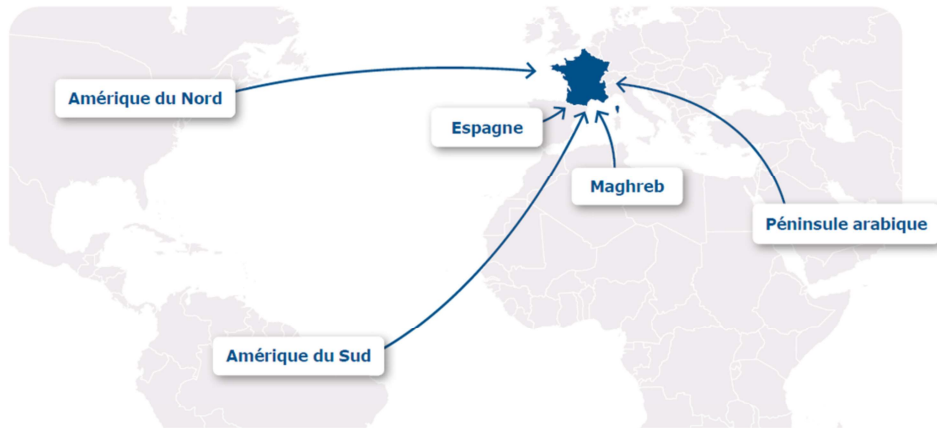 Amérique du Nord
Espagne
Maghreb
Péninsule arabique
Amérique du Sud